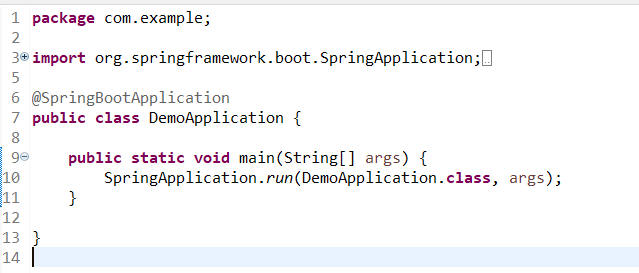 1 package com.example;
2
3 import org.springframework.boot.SpringApplication;
5
6 @SpringBootApplication
7 public class DemoApplication {
8
9 public static void main(String[] args) {
10 SpringApplication.run(DemoApplication.class, args);
11 }
12
13 }
14